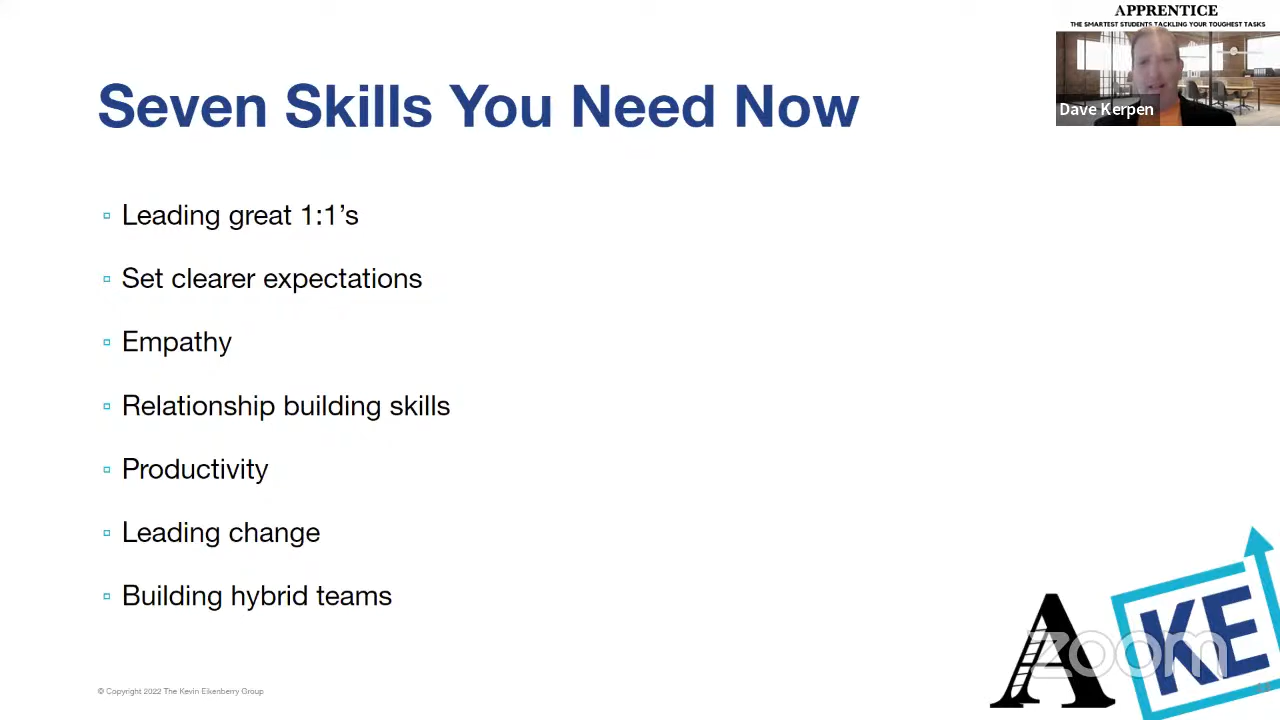 APPRENTICE
THE SMARTEST STUDENTS TACKLING YOUR TOUGHEST TASKS
Dave Kerpen
Seven Skills You Need Now
▫ Leading great 1:1’s
▫ Set clearer expectations
▫ Empathy
▫ Relationship building skills
▫ Productivity
▫ Leading change
▫ Building hybrid teams
A
KE
zoom
© Copyright 2022 The Kevin Eikenberry Group